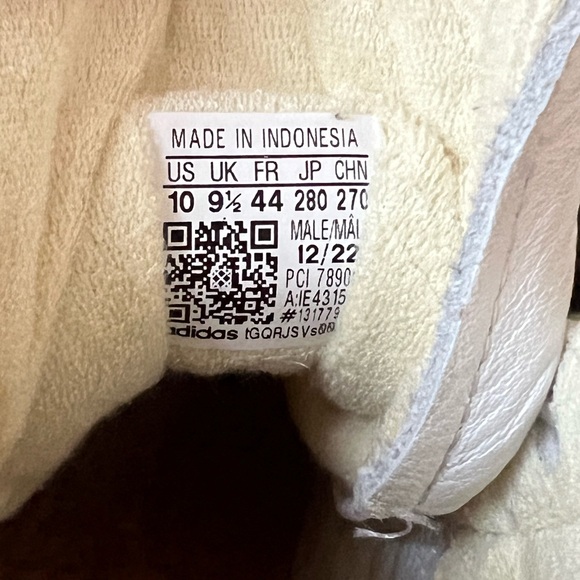 MADE IN INDONESIA
US UK FR JP CHN
10 9½ 44 280 270
MALE/MÂL
12/22
PCI 7890
A:IE4315
#131779
adidas tGQRJSVs